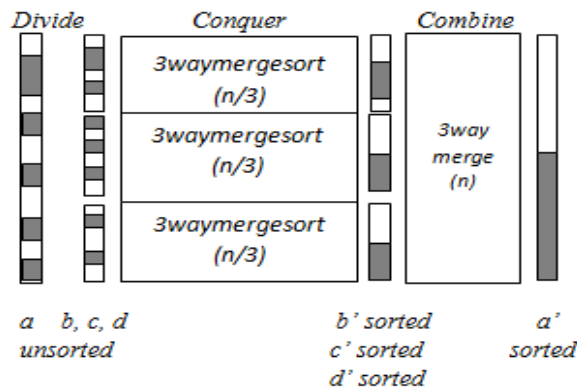 Divide Conquer Combine
3waymergesort
(n/3)
3waymergesort
(n/3)
3waymergesort
(n/3)
3way
merge
(n)
a b, c, d
unsorted
b' sorted
c' sorted
d' sorted
a'
sorted